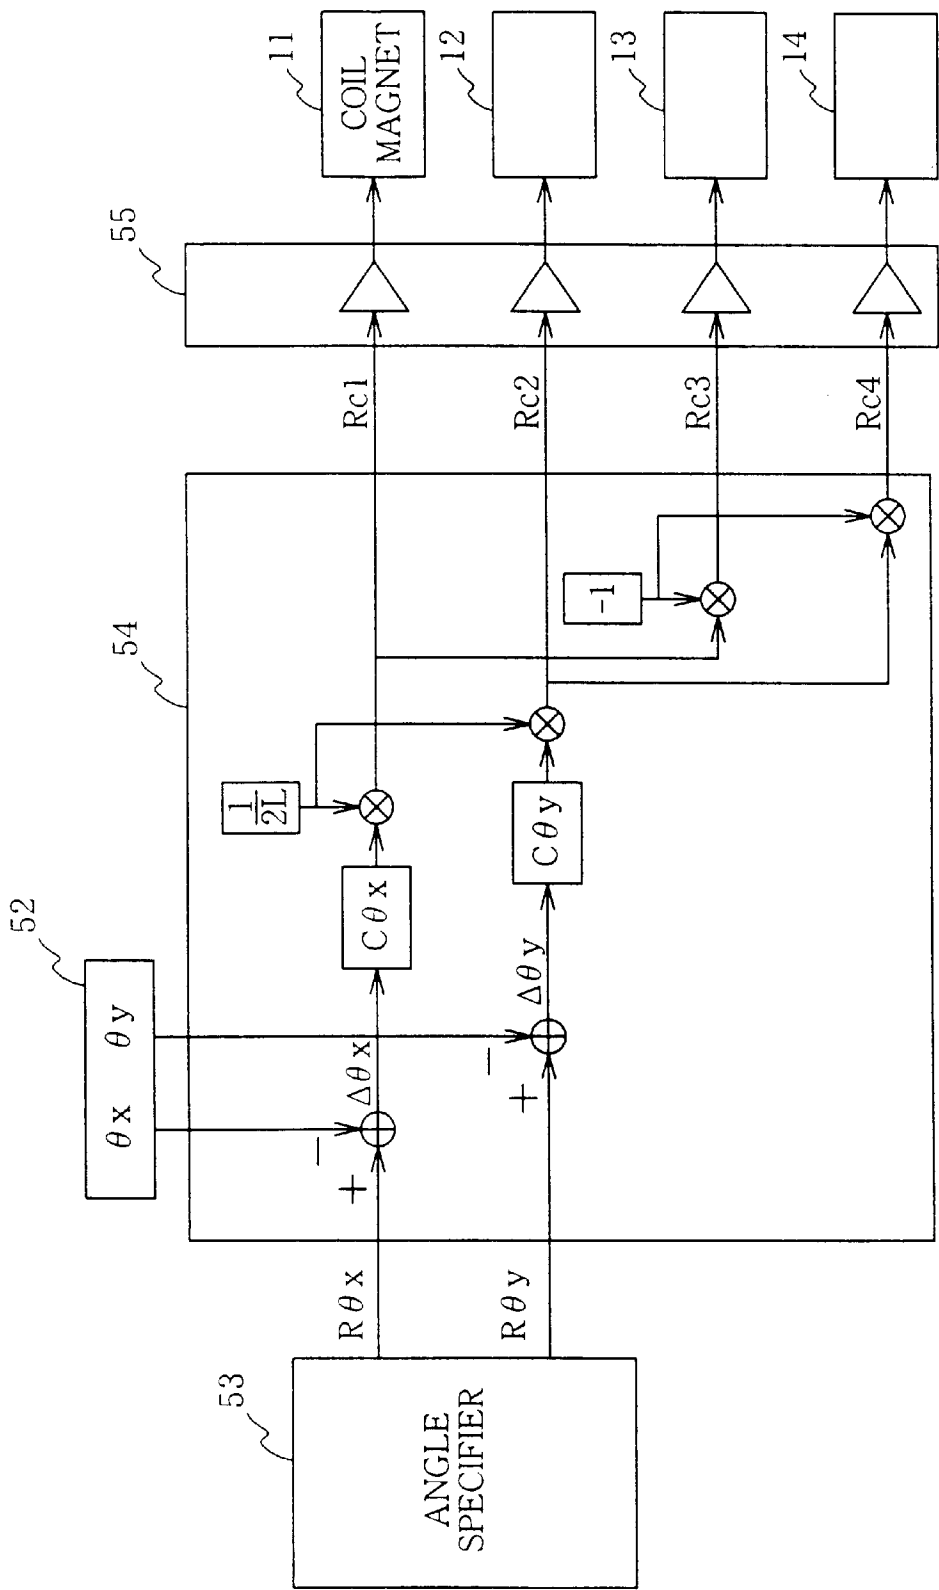 53
ANGLE
SPECIFIER
Rθx
Rθy
52
θx θy
54
+
−
Δθx
+
−
Δθy
Cθx
Cθy
1
2L
-1
Rc1
Rc2
Rc3
Rc4
55
11
COIL
MAGNET
12
13
14